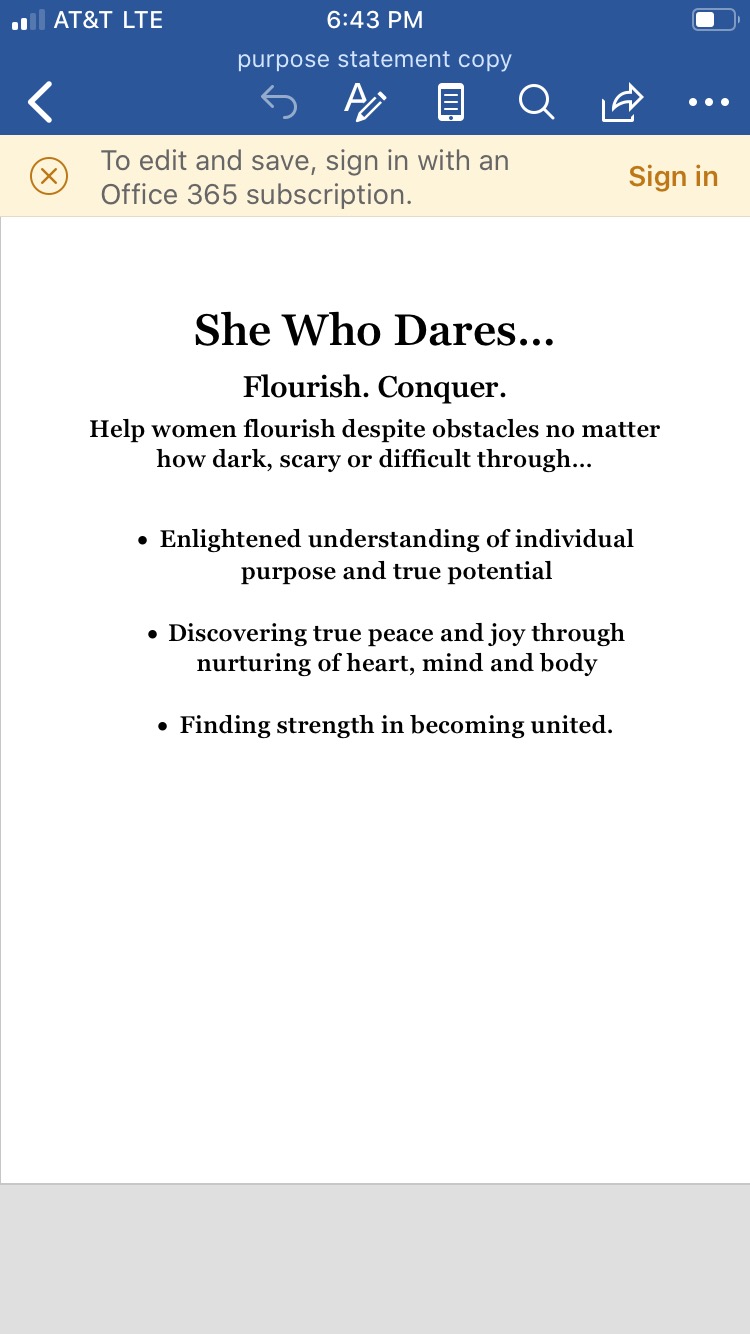 AT&T LTE 6:43 PM
purpose statement copy
To edit and save, sign in with an
Office 365 subscription.
Sign in
She Who Dares...
Flourish. Conquer.
Help women flourish despite obstacles no matter
how dark, scary or difficult through...
• Enlightened understanding of individual
purpose and true potential
• Discovering true peace and joy through
nurturing of heart, mind and body
• Finding strength in becoming united.